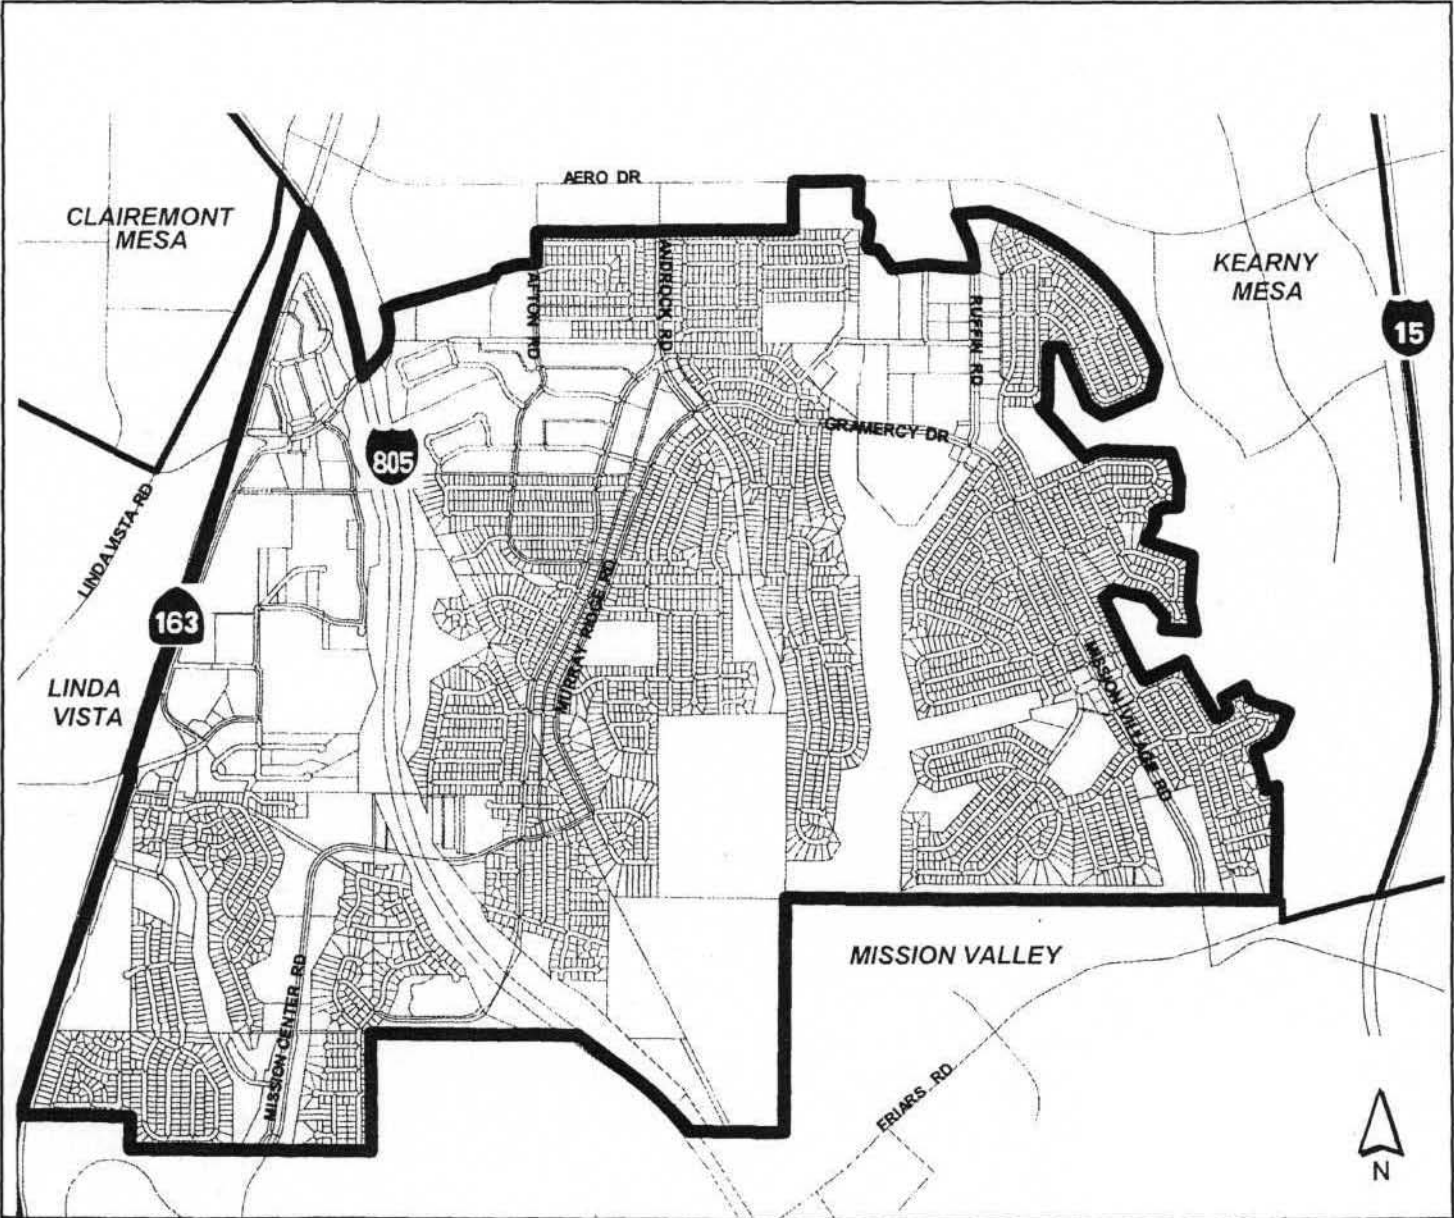 AERO DR
CLAIREMONT
MESA
KEARNY
MESA
15
AFTON RD
SANDROCK RD
RUFFIN RD
GRAMERCY DR
805
LINDA VISTA RD
163
LINDA
VISTA
MURRAY RIDGE RD
MISSION VILLAGE RD
MISSION VALLEY
MISSION CENTER RD
FRIARS RD
N